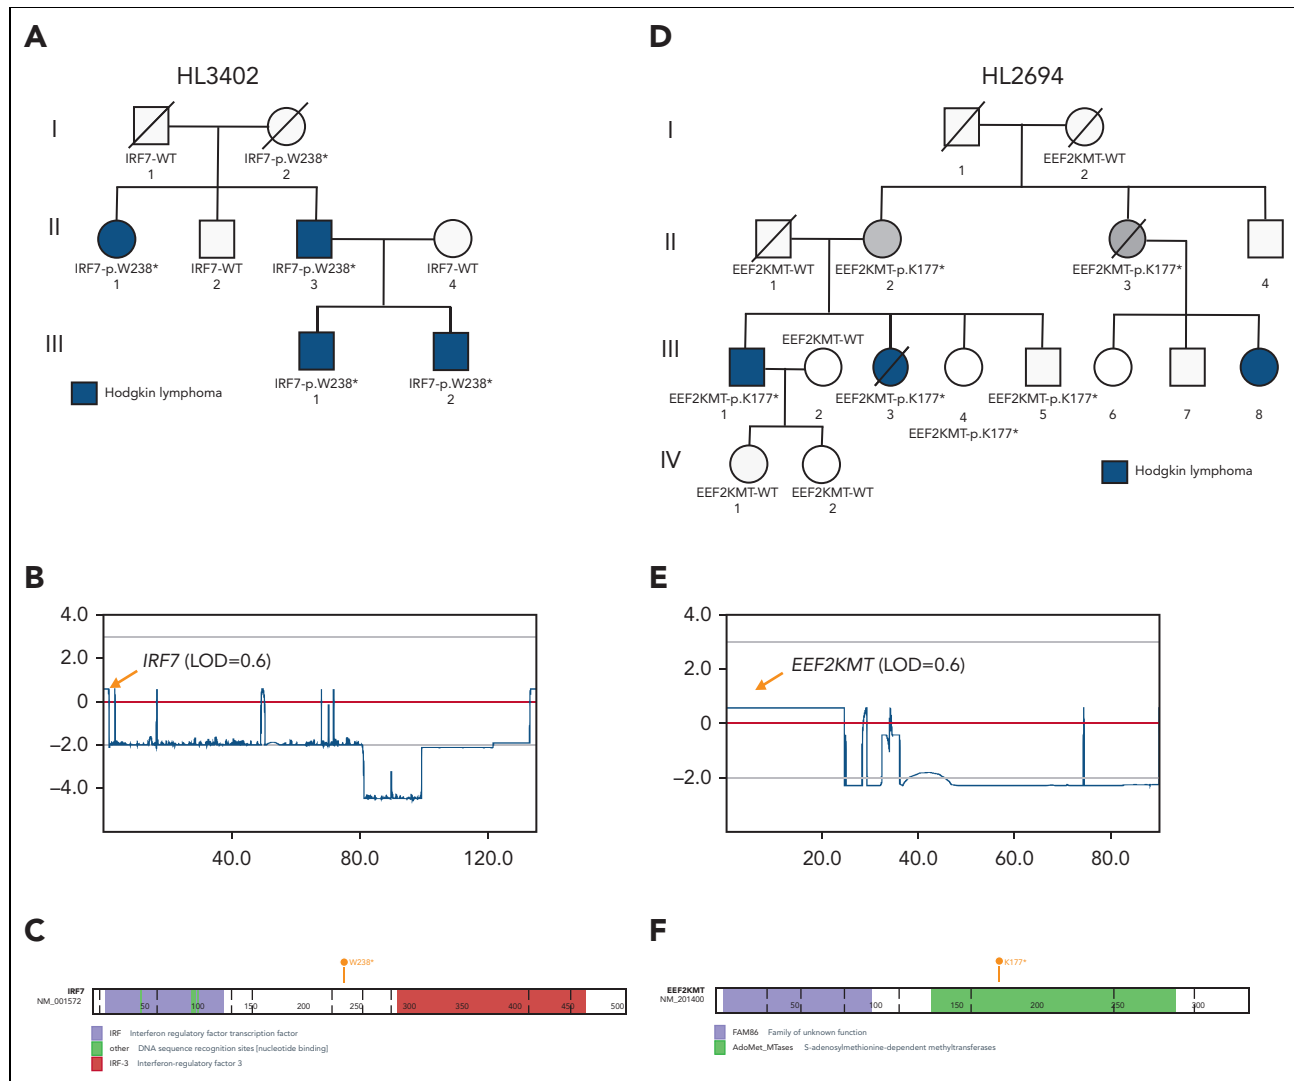 A
HL3402
I
IRF7-WT
1
IRF7-p.W238*
2
II
IRF7-p.W238*
1
IRF7-WT
2
IRF7-p.W238*
3
IRF7-WT
4
III
IRF7-p.W238*
1
IRF7-p.W238*
2
Hodgkin lymphoma
D
HL2694
I
1
EEF2KMT-WT
2
II
EEF2KMT-WT
1
EEF2KMT-p.K177*
2
EEF2KMT-p.K177*
3
4
III
EEF2KMT-p.K177*
1
EEF2KMT-WT
2
EEF2KMT-p.K177*
3
4
EEF2KMT-p.K177*
EEF2KMT-p.K177*
5
6
7
8
IV
EEF2KMT-WT
1
EEF2KMT-WT
2
Hodgkin lymphoma
B
4.0
2.0
0
–2.0
–4.0
IRF7 (LOD=0.6)
40.0 80.0 120.0
E
4.0
2.0
0
–2.0
EEF2KMT (LOD=0.6)
20.0 40.0 60.0 80.0
C
W238*
IRF7
NM_001572
50 100 150 200 250 300 350 400 450 500
IRF Interferon regulatory factor transcription factor
other DNA sequence recognition sites [nucleotide binding]
IRF-3 Interferon-regulatory factor 3
F
K177*
EEF2KMT
NM_201400
50 100 150 200 250 300
FAM86 Family of unknown function
AdoMet_MTases S-adenosylmethionine-dependent methyltransferases